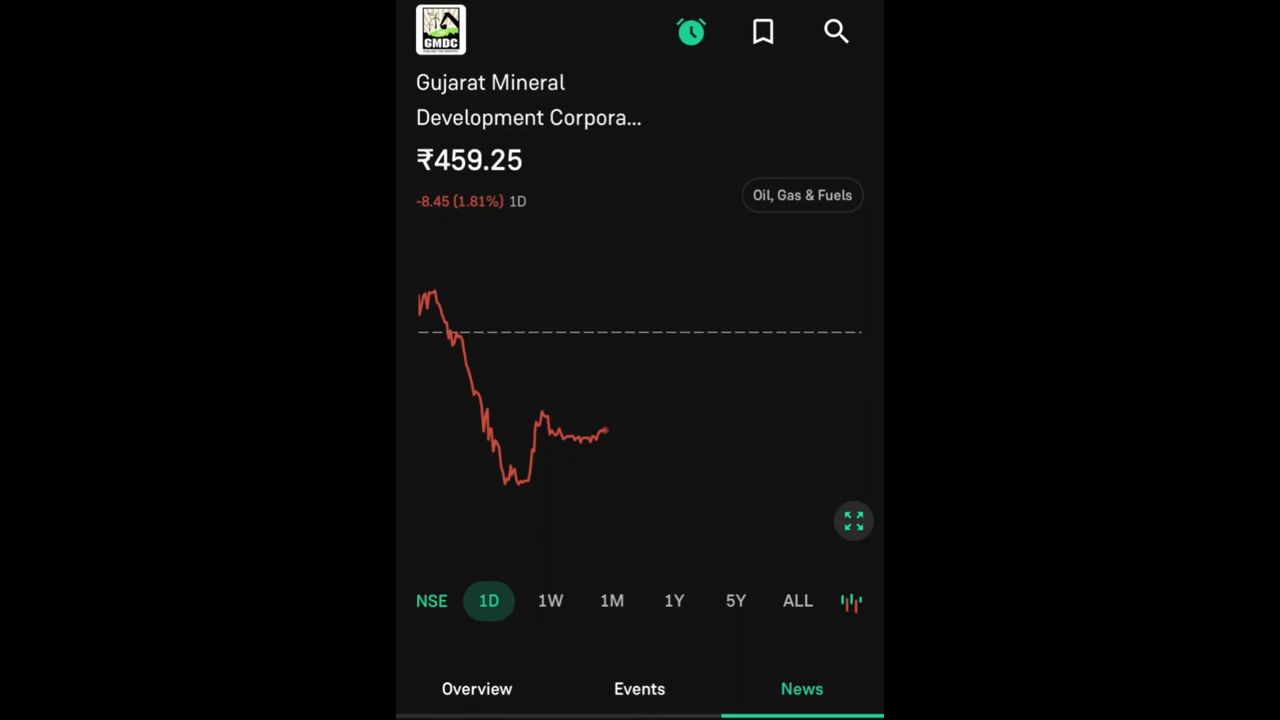 GMDC
Gujarat Mineral
Development Corpora...
₹459.25
-8.45 (1.81%) 1D
Oil, Gas & Fuels
NSE 1D 1W 1M 1Y 5Y ALL
Overview Events News